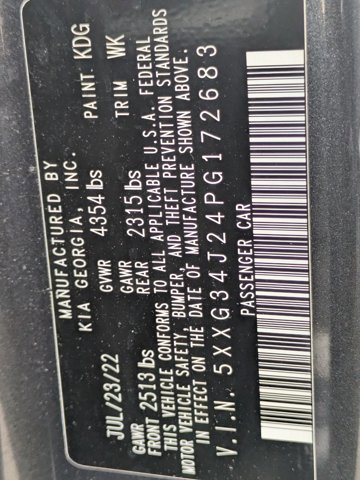 MANUFACTURED BY
KIA GEORGIA, INC.
PAINT KDG
JUL/23/22 GVWR 4354 lbs TRIM WK
GAWR FRONT 2513 lbs GAWR REAR 2315 lbs
THIS VEHICLE CONFORMS TO ALL APPLICABLE U.S.A. FEDERAL
MOTOR VEHICLE SAFETY, BUMPER, AND THEFT PREVENTION STANDARDS
IN EFFECT ON THE DATE OF MANUFACTURE SHOWN ABOVE.
V.I.N. 5XXG34J24PG172683
PASSENGER CAR